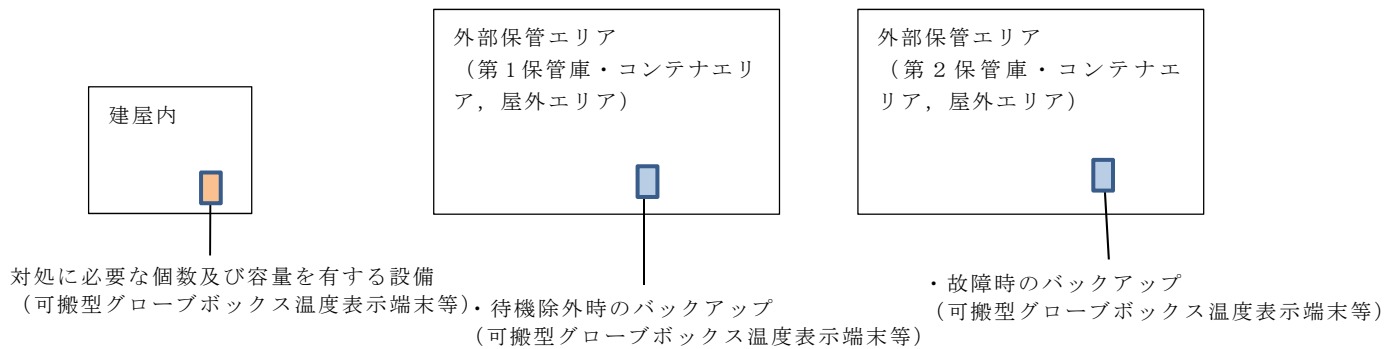 建屋内
外部保管エリア
（第１保管庫・コンテナエリ
ア，屋外エリア）
外部保管エリア
（第２保管庫・コンテナエ
リア，屋外エリア）
対処に必要な個数及び容量を有する設備
（可搬型グローブボックス温度表示端末等）
・待機除外時のバックアップ
（可搬型グローブボックス温度表示端末等）
・故障時のバックアップ
（可搬型グローブボックス温度表示端末等）